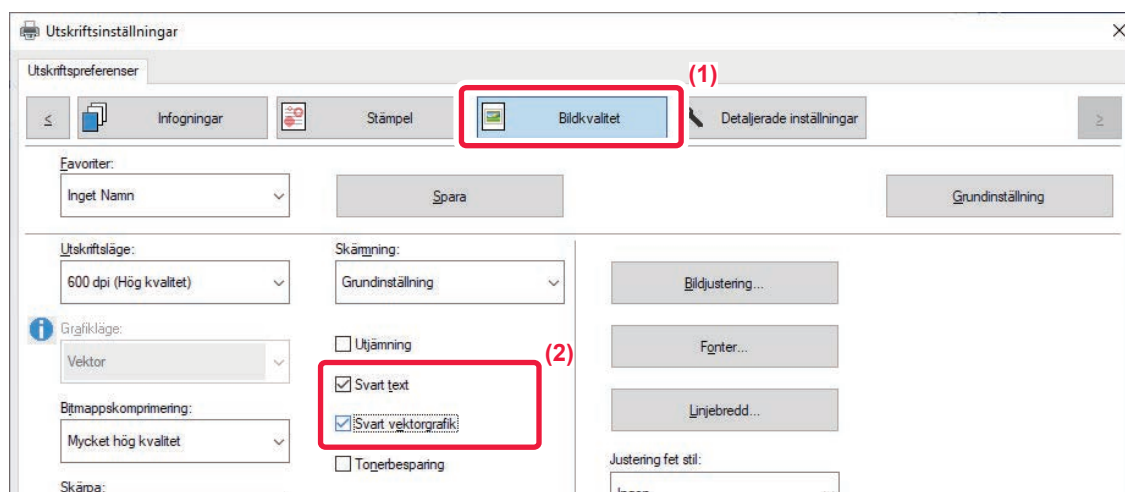 Utskriftsinställningar
Utskriftspreferenser
(1)
< Infogningar Stämpel Bildkvalitet Detaljerade inställningar >
Favoriter:
Inget Namn Spara Grundinställning
Utskriftsläge: Skärmning:
600 dpi (Hög kvalitet) Grundinställning Bildjustering...
Grafikläge:
Vektor Utjämning (2) Fonter...
Svart text
Bitmappskomprimering: Svart vektorgrafik Linjebredd...
Mycket hög kvalitet
Tonerbesparing Justering fet stil:
Skärpa: